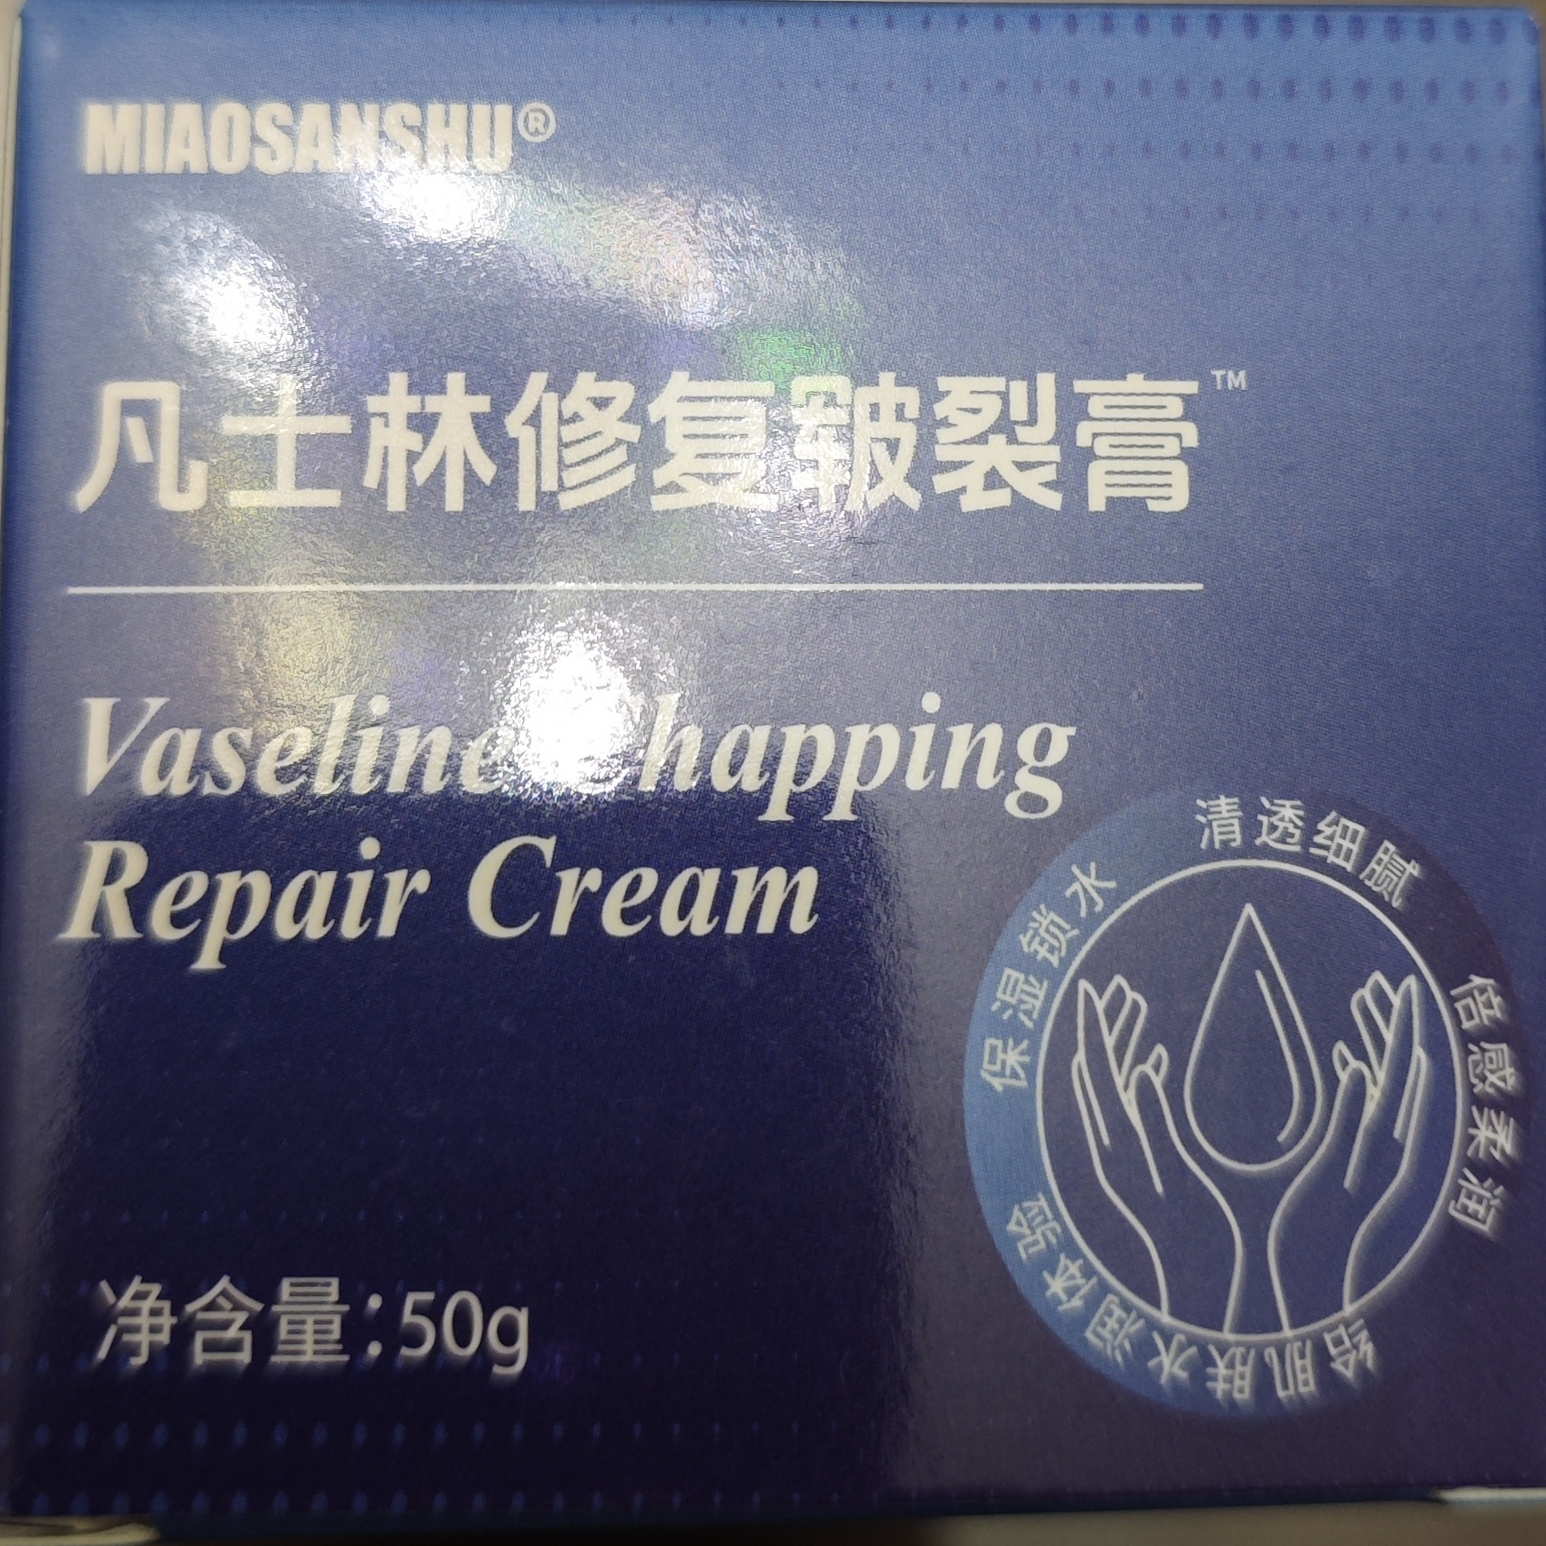 MIAOSANSHU®
凡士林修复皲裂膏™
Vaseline Chapping
Repair Cream
保湿锁水
清透细腻
倍感柔润
给肌肤水润体验
净含量：50g